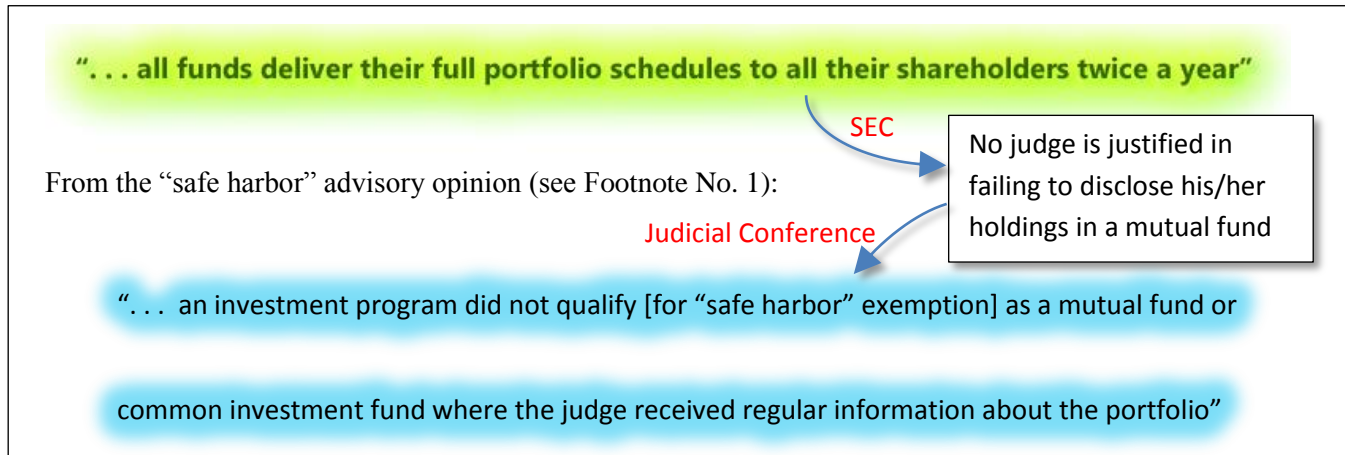 “. . . all funds deliver their full portfolio schedules to all their shareholders twice a year”
SEC
No judge is justified in
failing to disclose his/her
holdings in a mutual fund
From the “safe harbor” advisory opinion (see Footnote No. 1):
Judicial Conference
“. . .  an investment program did not qualify [for “safe harbor” exemption] as a mutual fund or
common investment fund where the judge received regular information about the portfolio”